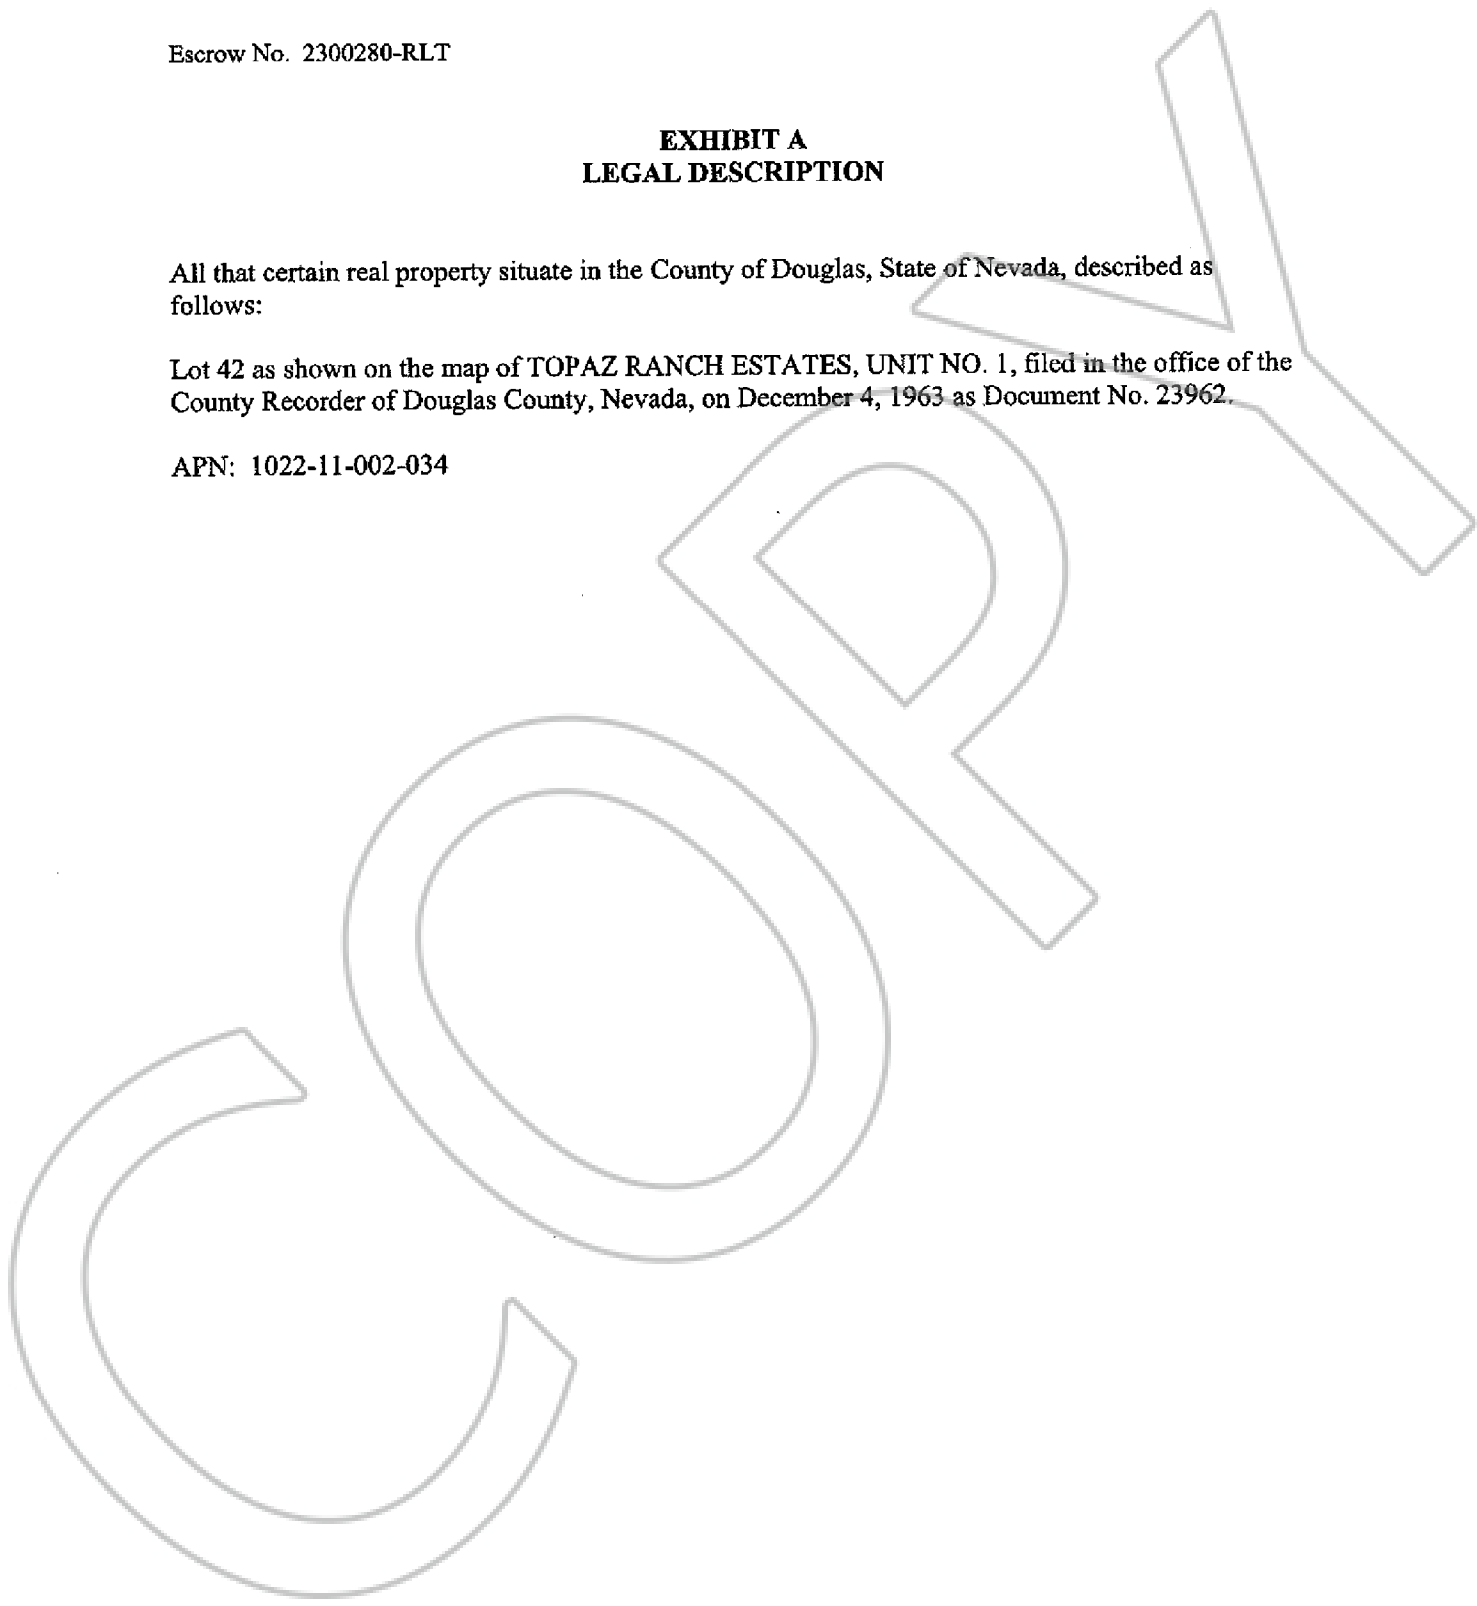 Escrow No. 2300280-RLT
EXHIBIT A
LEGAL DESCRIPTION
All that certain real property situate in the County of Douglas, State of Nevada, described as
follows:
Lot 42 as shown on the map of TOPAZ RANCH ESTATES, UNIT NO. 1, filed in the office of the
County Recorder of Douglas County, Nevada, on December 4, 1963 as Document No. 23962.
APN: 1022-11-002-034
COPY